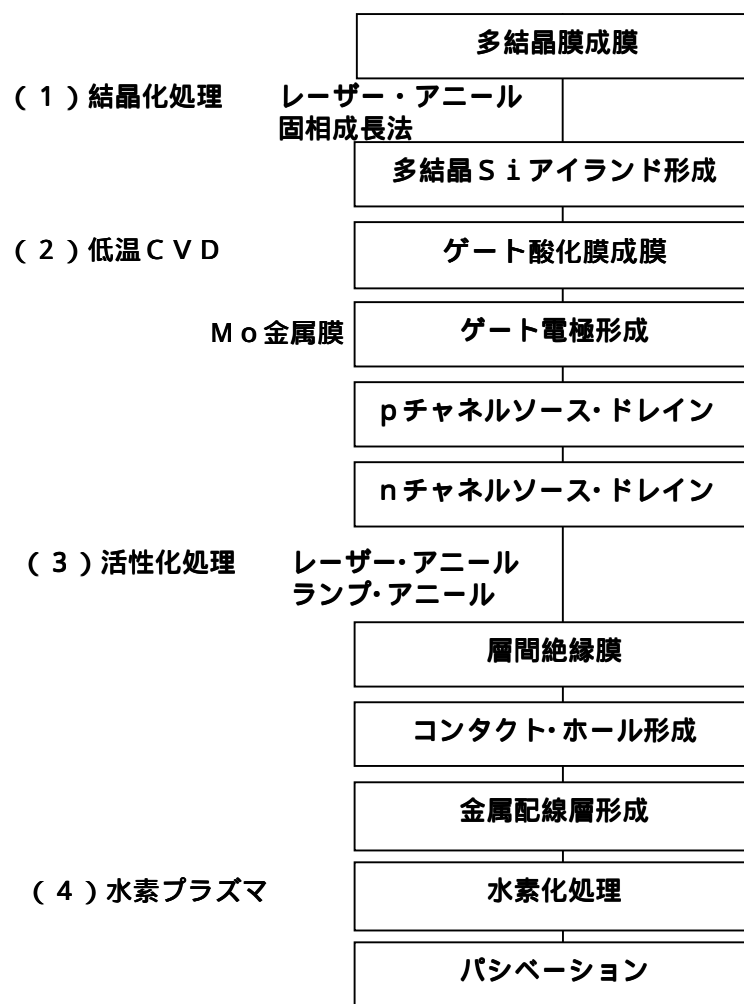 多結晶膜成膜
(1)結晶化処理 レーザー・アニール
固相成長法
多結晶Siアイランド形成
(2)低温CVD ゲート酸化膜成膜
Mo金属膜 ゲート電極形成
pチャネルソース・ドレイン
nチャネルソース・ドレイン
(3)活性化処理 レーザー・アニール
ランプ・アニール
層間絶縁膜
コンタクト・ホール形成
金属配線層形成
(4)水素プラズマ 水素化処理
パシベーション